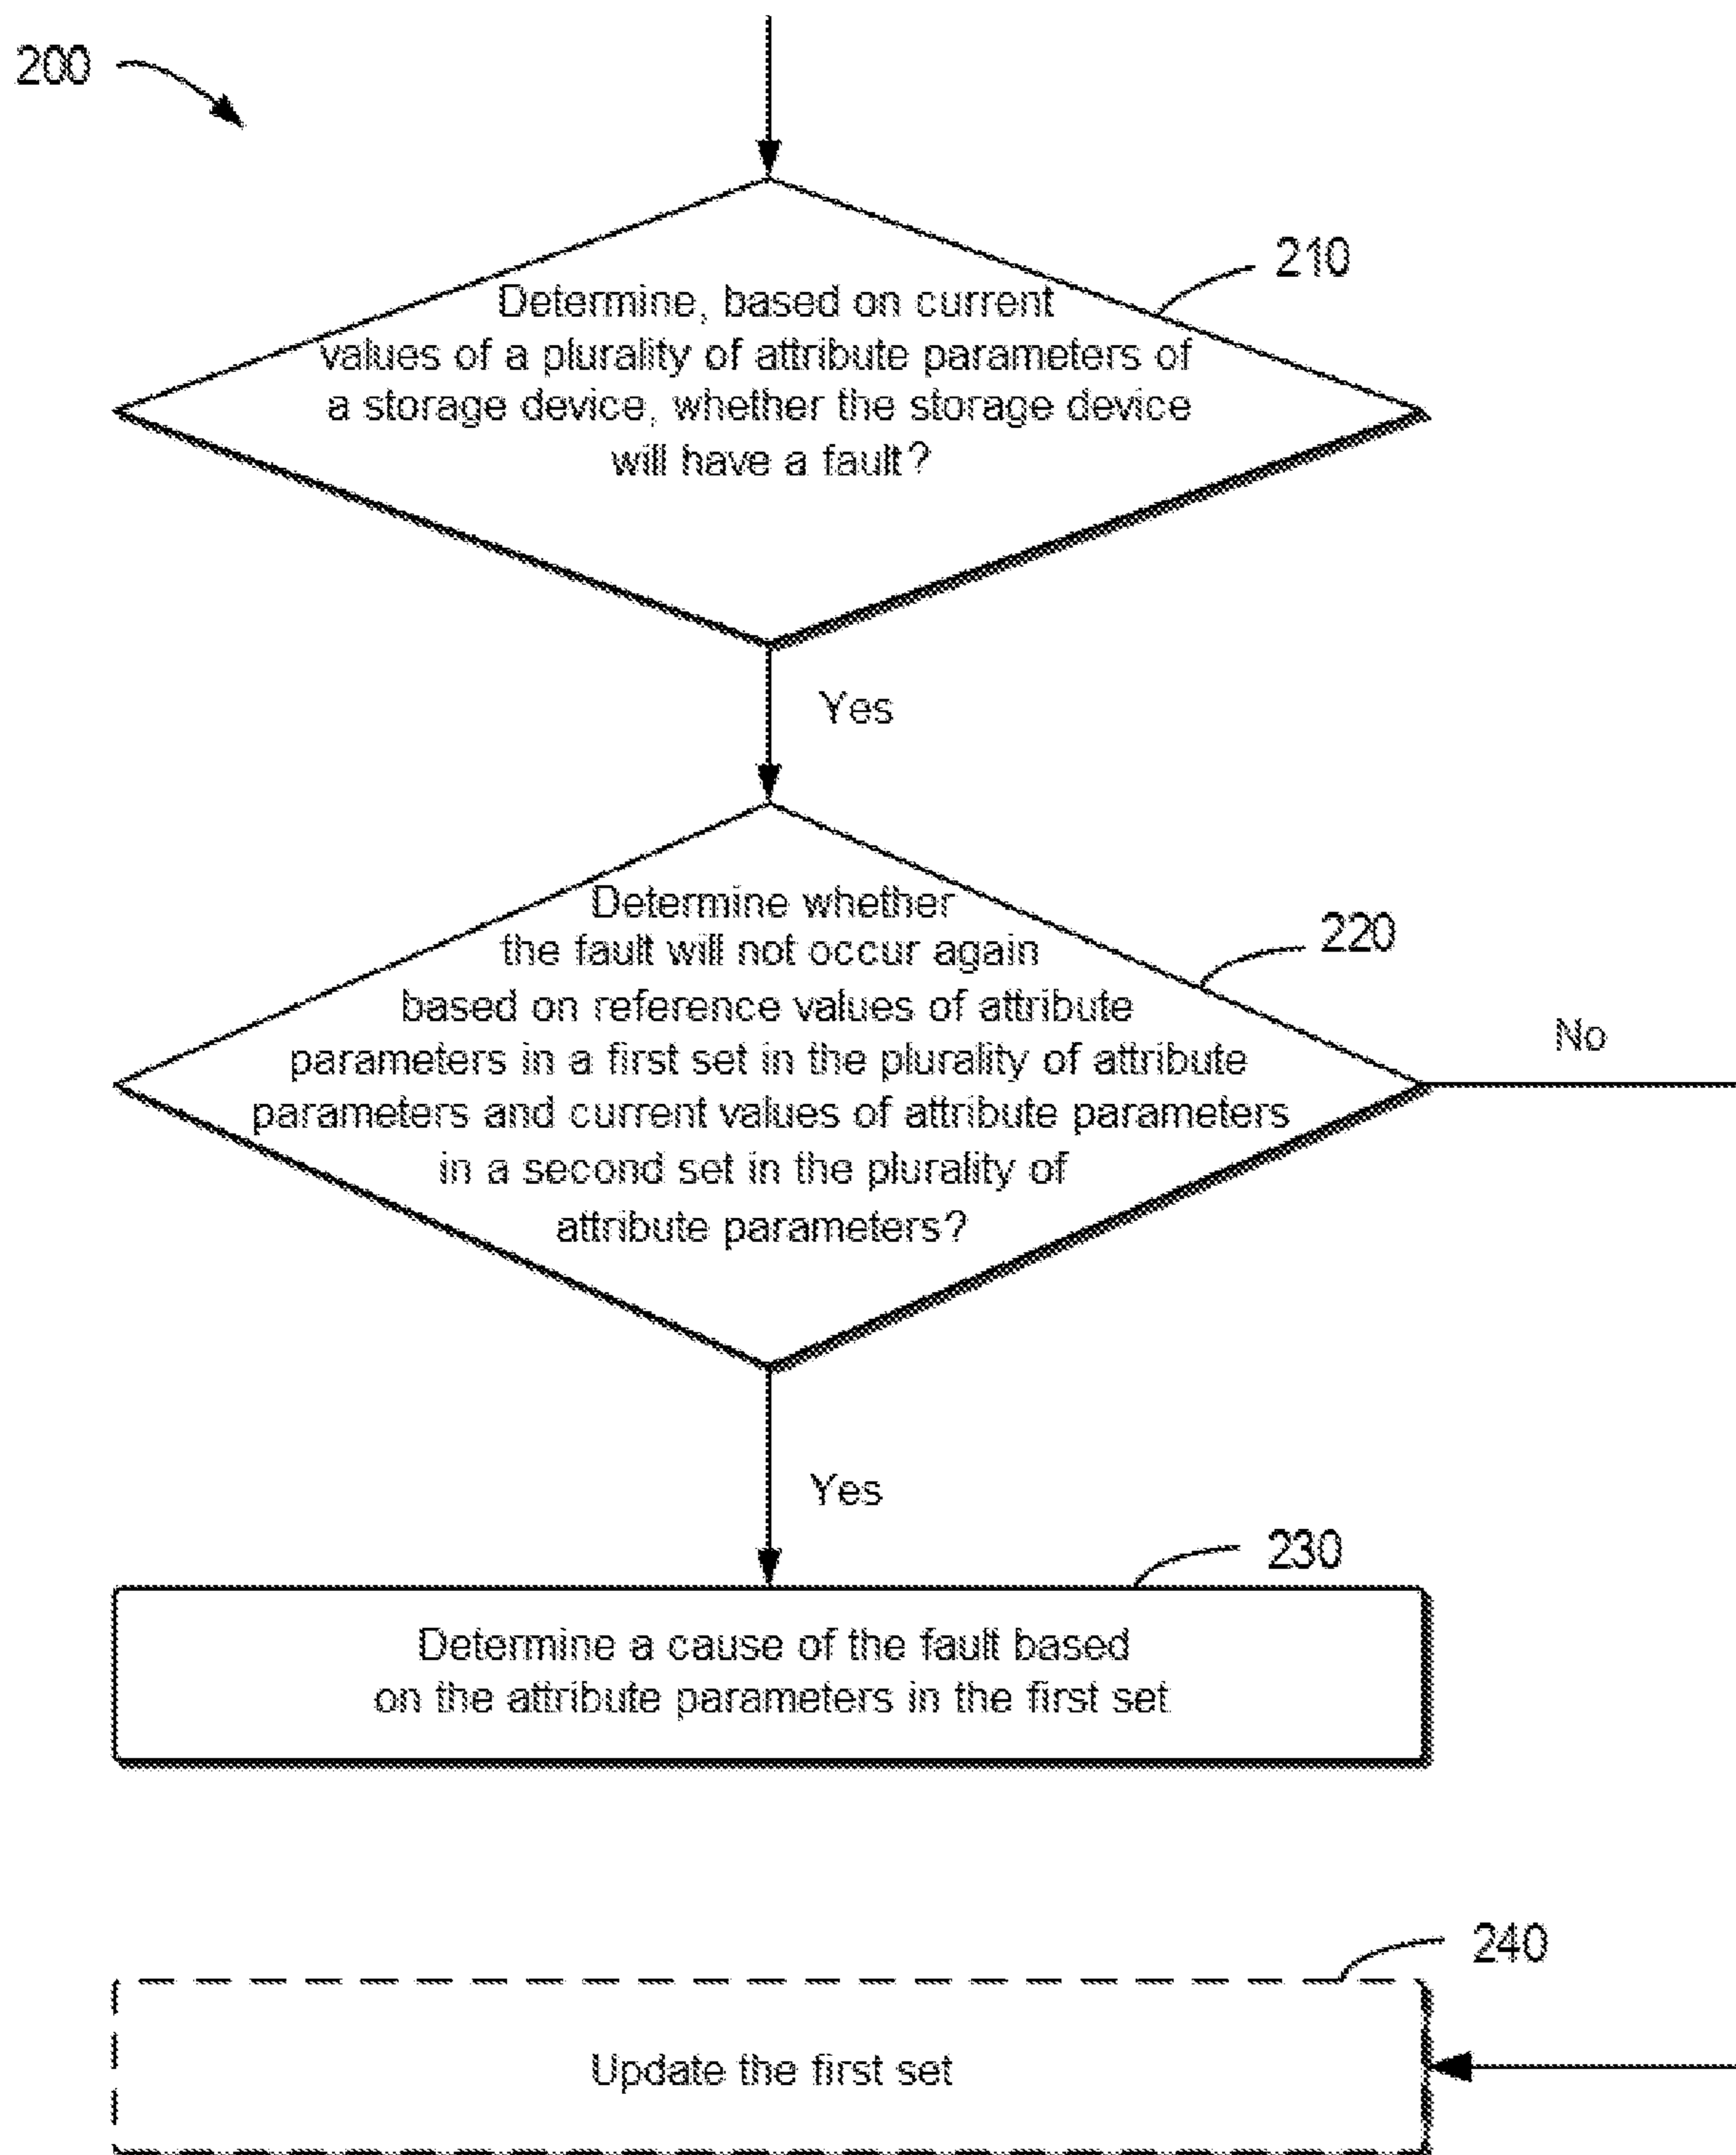 200
210
Determine, based on current
values of a plurality of attribute parameters of
a storage device, whether the storage device
will have a fault?
Yes
Determine whether
the fault will not occur again
based on reference values of attribute
parameters in a first set in the plurality of attribute
parameters and current values of attribute parameters
in a second set in the plurality of
attribute parameters?
220
No
Yes
230
Determine a cause of the fault based
on the attribute parameters in the first set
240
Update the first set